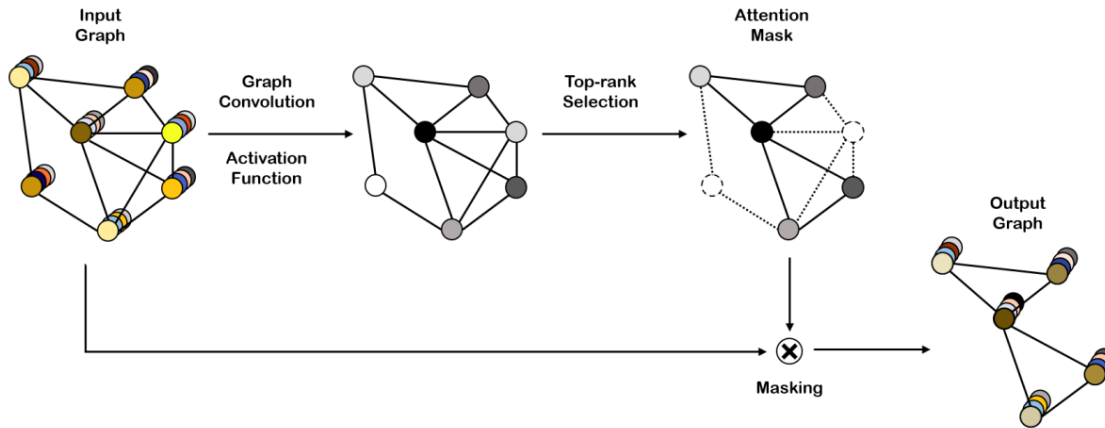 Input
Graph
Graph
Convolution
Activation
Function
Top-rank
Selection
Attention
Mask
Masking
Output
Graph